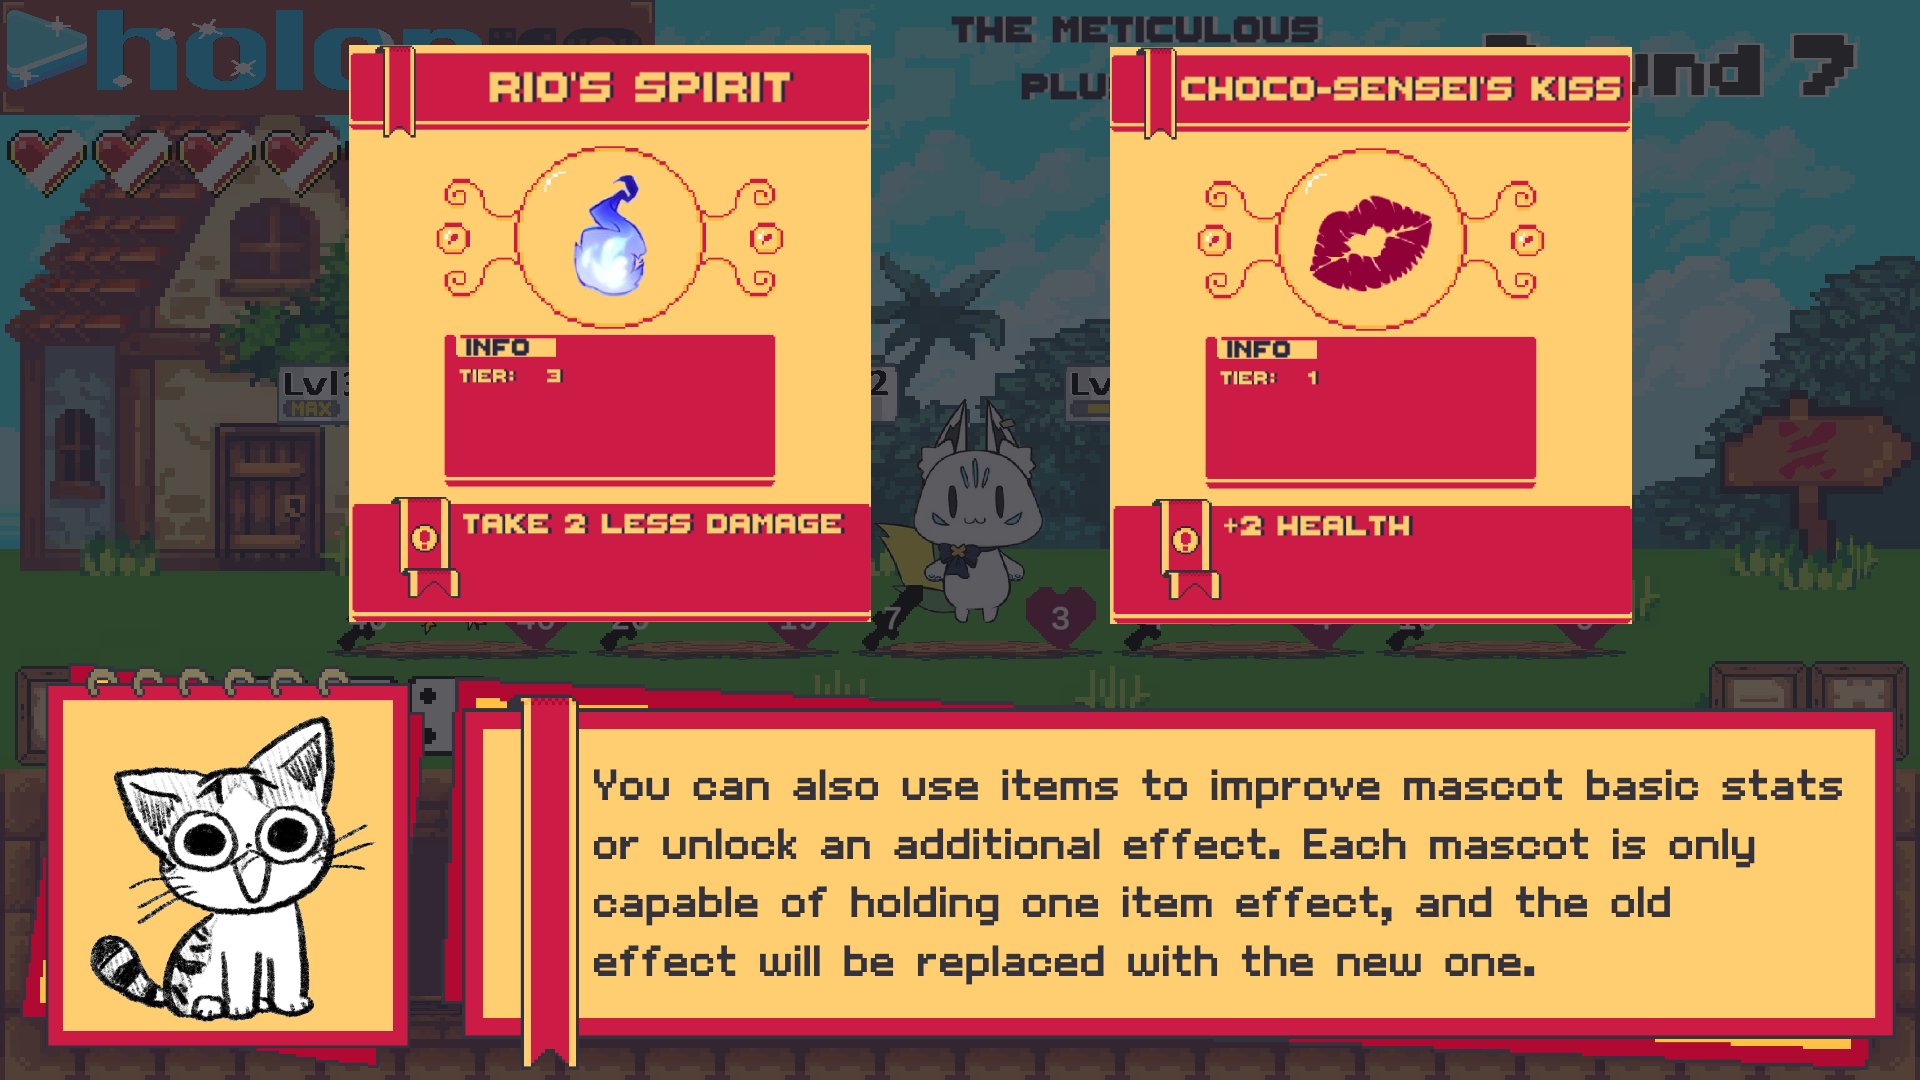 THE METICULOUS
RIO'S SPIRIT
CHOCO-SENSEI'S KISS
7
INFO
TIER: 3
INFO
TIER: 1
MAX
2
TAKE 2 LESS DAMAGE
+2 HEALTH
7
3
You can also use items to improve mascot basic stats
or unlock an additional effect. Each mascot is only
capable of holding one item effect, and the old
effect will be replaced with the new one.